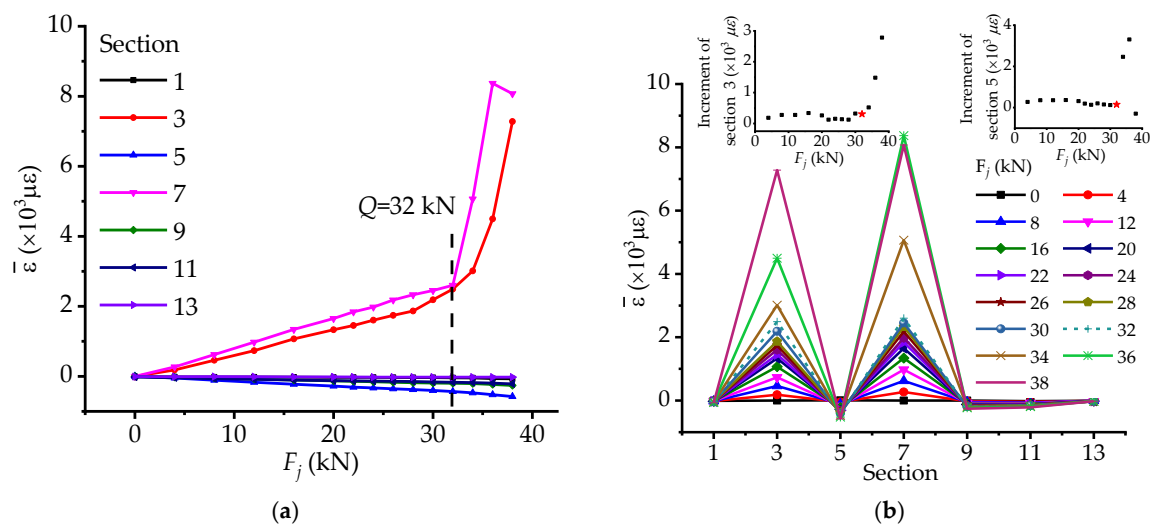 10
8
6
4
2
0
ε̄ (×10³με)
Section
1
3
5
7
9
11
13
Q=32 kN
0 10 20 30 40
F_j (kN)
(a)
3
2
1
0
Increment of
section 3 (×10³ με)
0 10 20 30 40
F_j (kN)
4
2
0
Increment of
section 5 (×10³ με)
0 10 20 30 40
F_j (kN)
10
8
6
4
2
0
ε̄ (×10³με)
F_j (kN)
0 4
8 12
16 20
22 24
26 28
30 32
34 36
38
1 3 5 7 9 11 13
Section
(b)